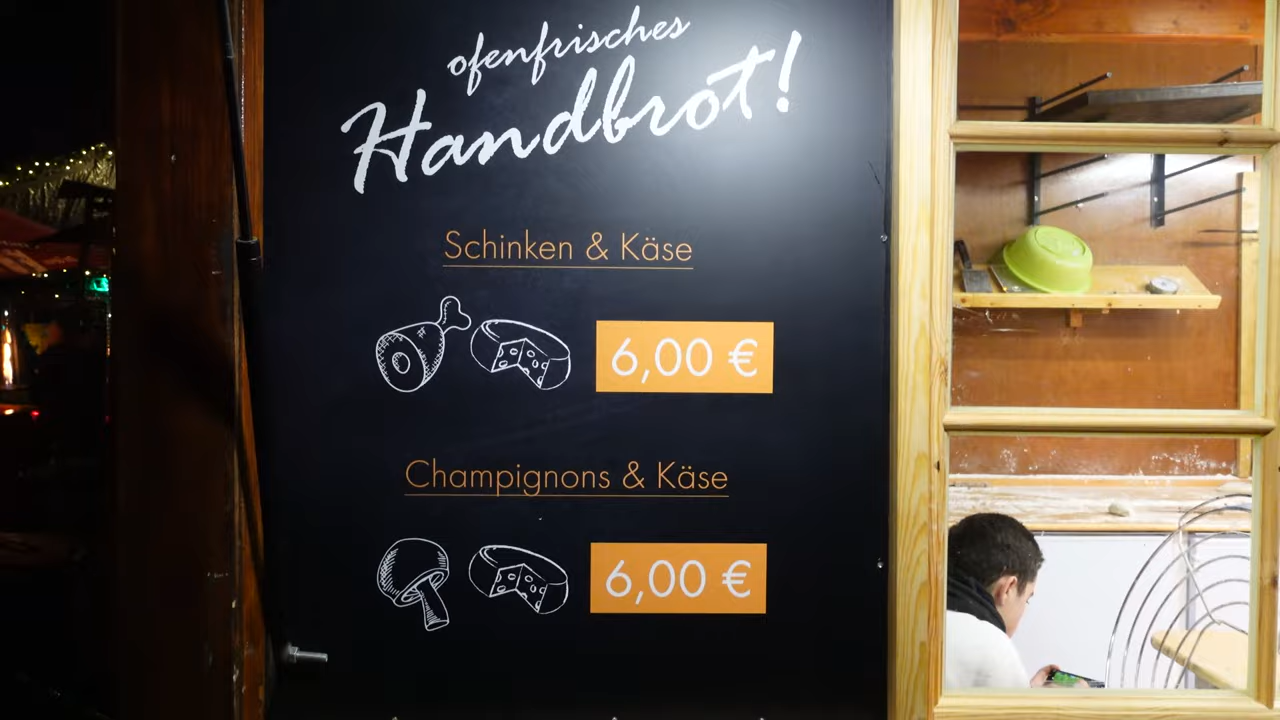 ofenfrisches
Handbrot!
Schinken & Käse
6,00 €
Champignons & Käse
6,00 €